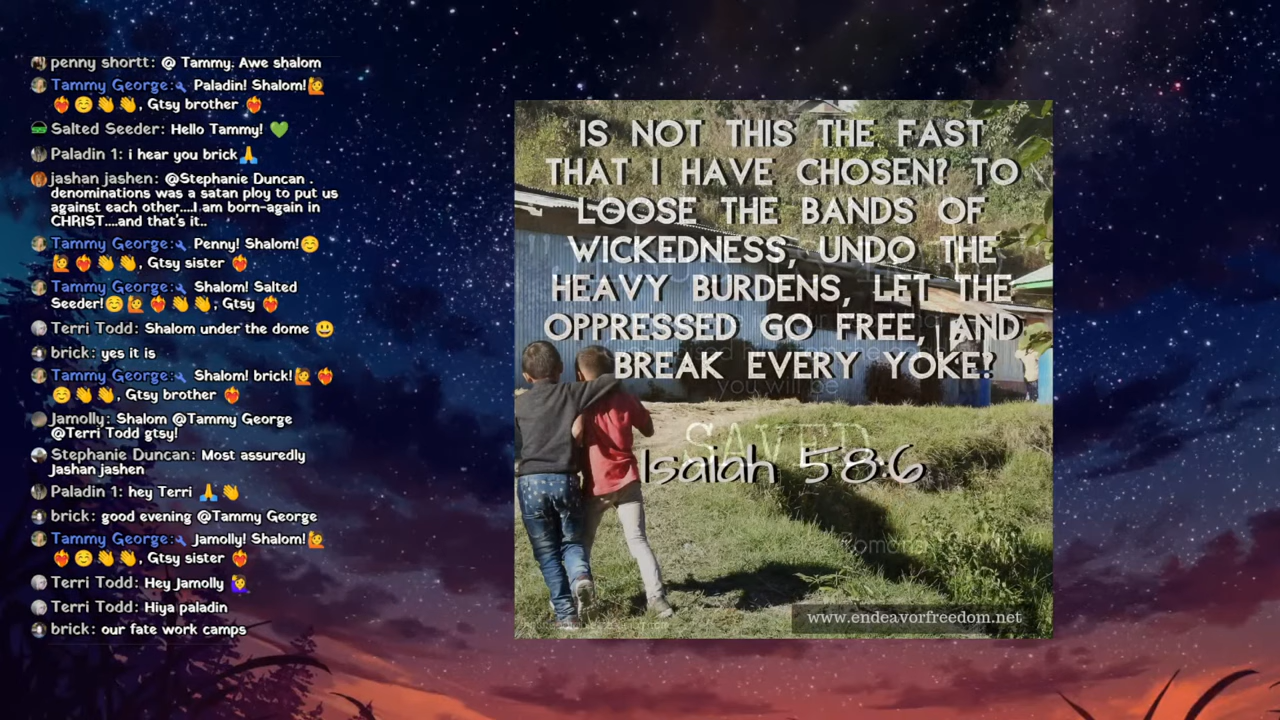 penny shortt: @ Tammy. Awe shalom
Tammy George: Paladin! Shalom!🙋
❤️‍🔥☺️👋👋, Gtsy brother ❤️‍🔥
Salted Seeder: Hello Tammy! 💚
Paladin 1: i hear you brick🙏
jashan jashen: @Stephanie Duncan .
denominations was a satan ploy to put us
against each other....I am born-again in
CHRIST....and that's it..
Tammy George: Penny! Shalom!☺️
🙋❤️‍🔥👋👋, Gtsy sister ❤️‍🔥
Tammy George: Shalom! Salted
Seeder!☺️🙋❤️‍🔥👋👋, Gtsy ❤️‍🔥
Terri Todd: Shalom under the dome 😃
brick: yes it is
Tammy George: Shalom! brick!🙋❤️‍🔥
☺️👋👋, Gtsy brother ❤️‍🔥
Jamolly: Shalom @Tammy George
@Terri Todd gtsy!
Stephanie Duncan: Most assuredly
Jashan jashen
Paladin 1: hey Terri 🙏👋
brick: good evening @Tammy George
Tammy George: Jamolly! Shalom!🙋
❤️‍🔥☺️👋👋, Gtsy sister ❤️‍🔥
Terri Todd: Hey Jamolly 🙋‍♀️
Terri Todd: Hiya paladin
brick: our fate work camps
IS NOT THIS THE FAST
THAT I HAVE CHOSEN? TO
LOOSE THE BANDS OF
WICKEDNESS, UNDO THE
HEAVY BURDENS, LET THE
OPPRESSED GO FREE, AND
BREAK EVERY YOKE?
you will be
SAVED
Isaiah 58:6
Romans
www.endeavorfreedom.net